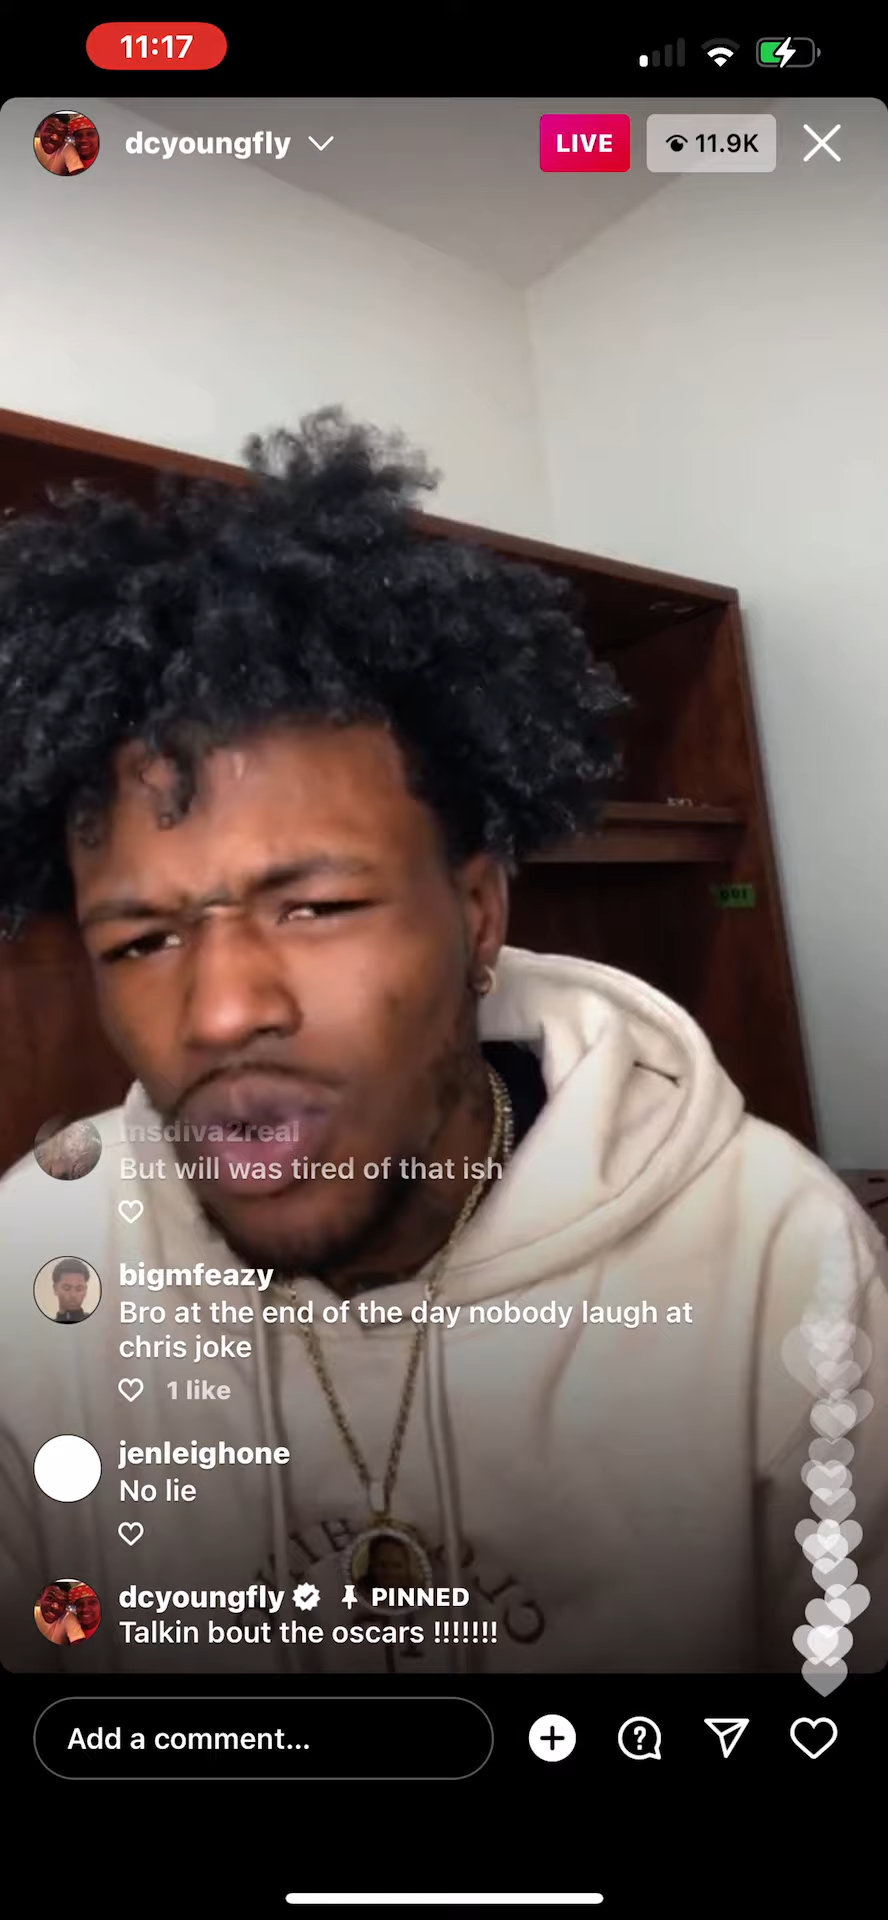 11:17
dcyoungfly
LIVE
11.9K
msdiva2real
But will was tired of that ish
bigmfeazy
Bro at the end of the day nobody laugh at
chris joke
1 like
jenleighone
No lie
dcyoungfly PINNED
Talkin bout the oscars !!!!!!!
Add a comment...